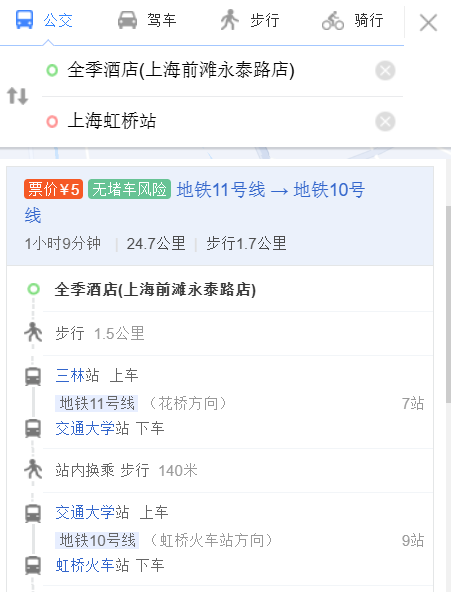 公交 驾车 步行 骑行
全季酒店(上海前滩永泰路店)
上海虹桥站
票价¥5 无堵车风险 地铁11号线 → 地铁10号
线
1小时9分钟 | 24.7公里 | 步行1.7公里
全季酒店(上海前滩永泰路店)
步行 1.5公里
三林站 上车
地铁11号线 （花桥方向） 7站
交通大学站 下车
站内换乘 步行 140米
交通大学站 上车
地铁10号线 （虹桥火车站方向） 9站
虹桥火车站 下车